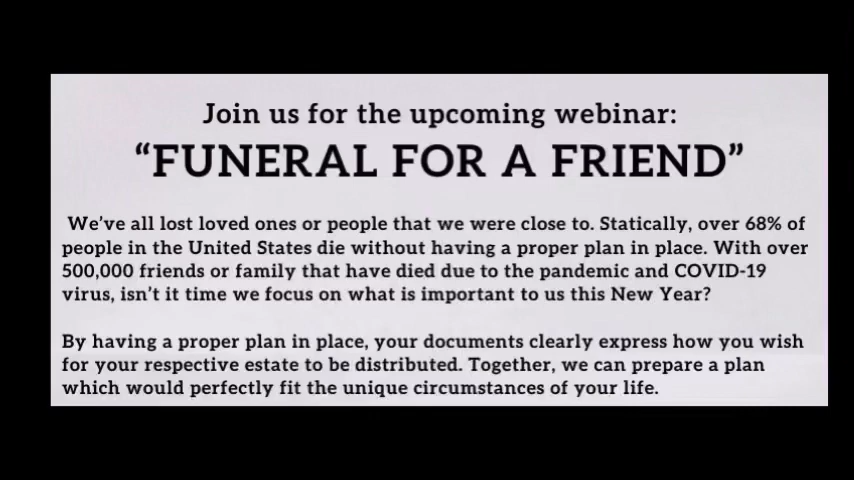 Join us for the upcoming webinar:
“FUNERAL FOR A FRIEND”
We’ve all lost loved ones or people that we were close to. Statically, over 68% of
people in the United States die without having a proper plan in place. With over
500,000 friends or family that have died due to the pandemic and COVID-19
virus, isn’t it time we focus on what is important to us this New Year?
By having a proper plan in place, your documents clearly express how you wish
for your respective estate to be distributed. Together, we can prepare a plan
which would perfectly fit the unique circumstances of your life.